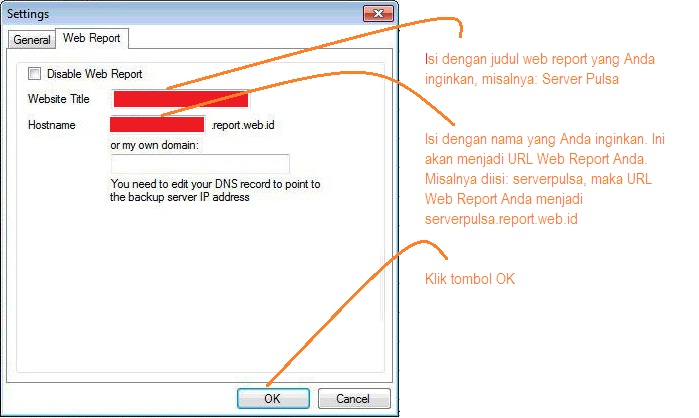 Settings
General
Web Report
Disable Web Report
Website Title
Hostname
.report.web.id
or my own domain:
You need to edit your DNS record to point to
the backup server IP address
OK
Cancel
Isi dengan judul web report yang Anda
inginkan, misalnya: Server Pulsa
Isi dengan nama yang Anda inginkan. Ini
akan menjadi URL Web Report Anda.
Misalnya diisi: serverpulsa, maka URL
Web Report Anda menjadi
serverpulsa.report.web.id
Klik tombol OK